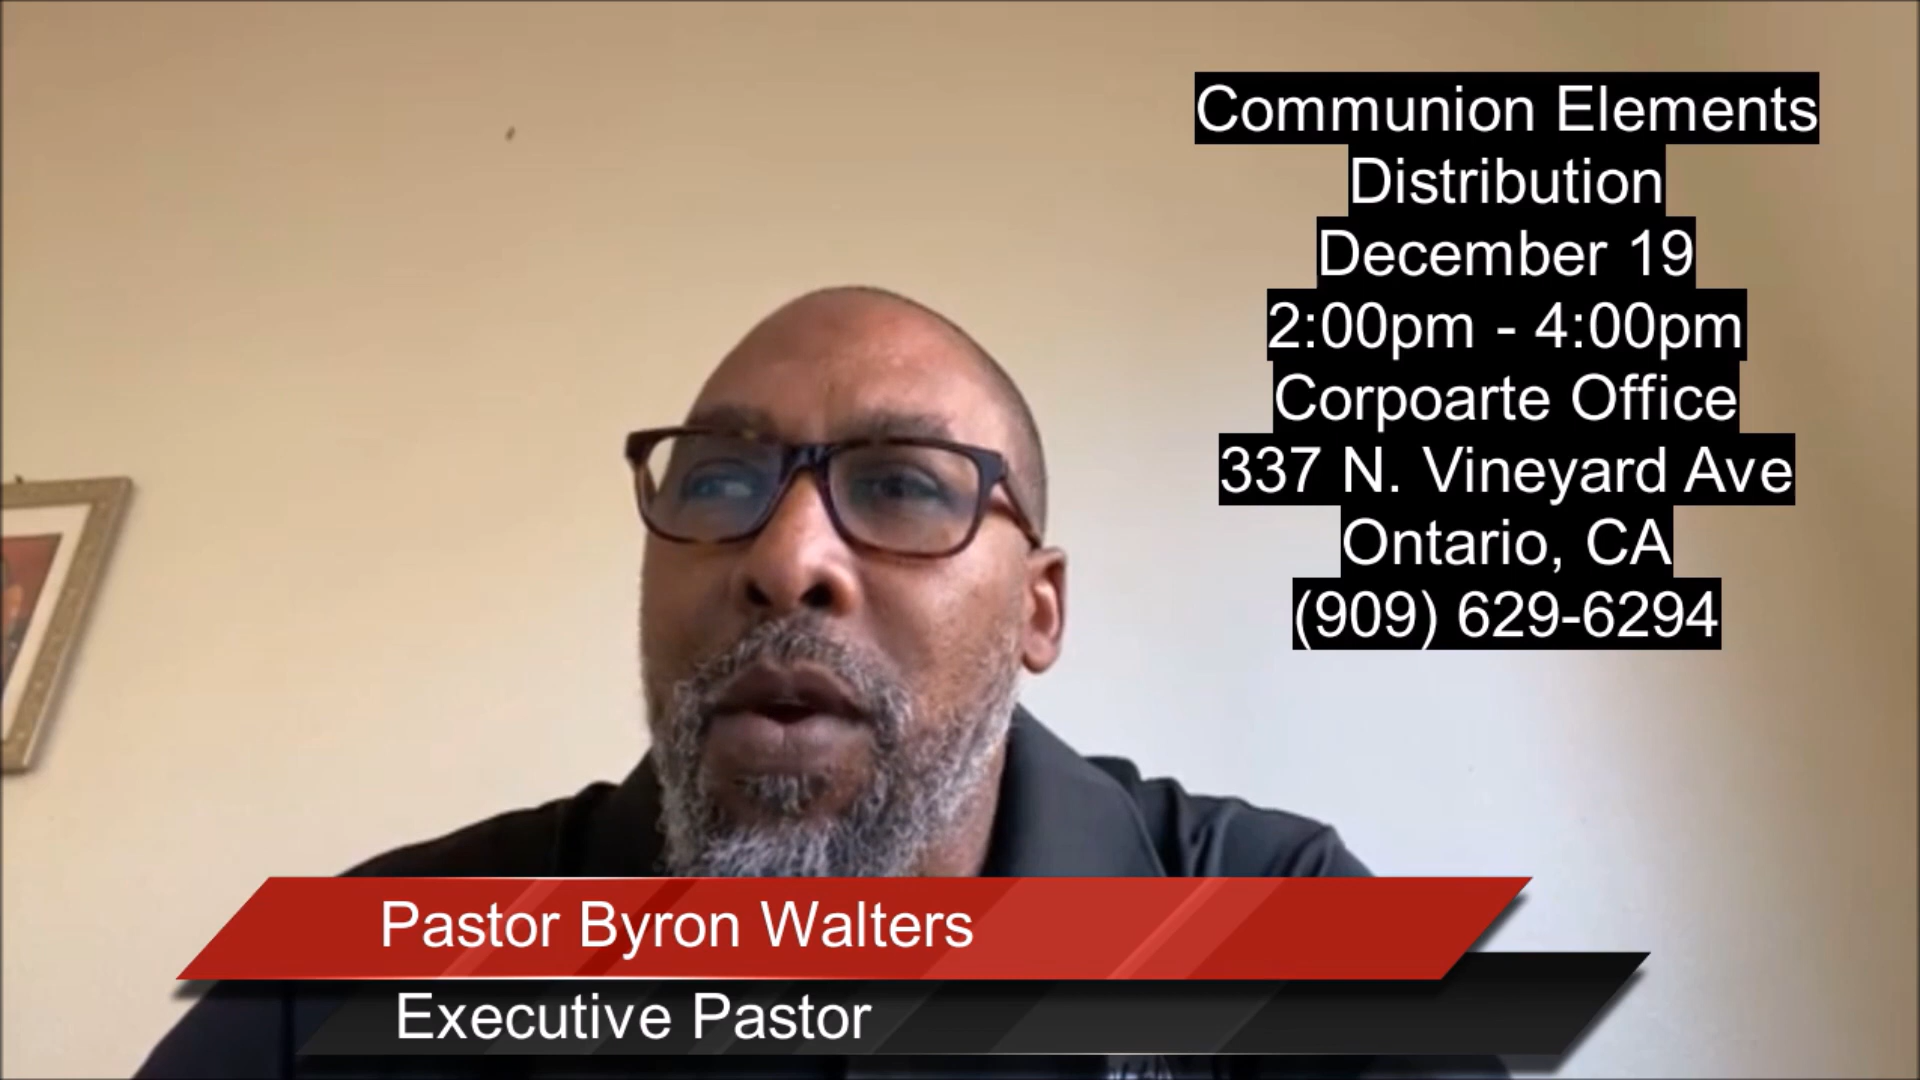 Communion Elements
Distribution
December 19
2:00pm - 4:00pm
Corpoarte Office
337 N. Vineyard Ave
Ontario, CA
(909) 629-6294
Pastor Byron Walters
Executive Pastor